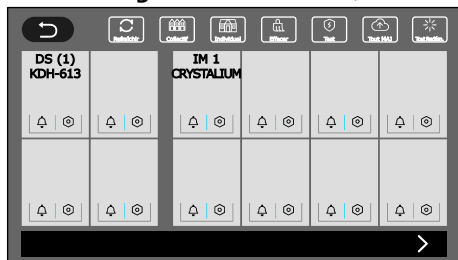 Rafraîchir
Collectif
Individuel
Effacer
Test
Tout MAJ
DS (1)
KDH-613
IM 1
CRYSTALIUM